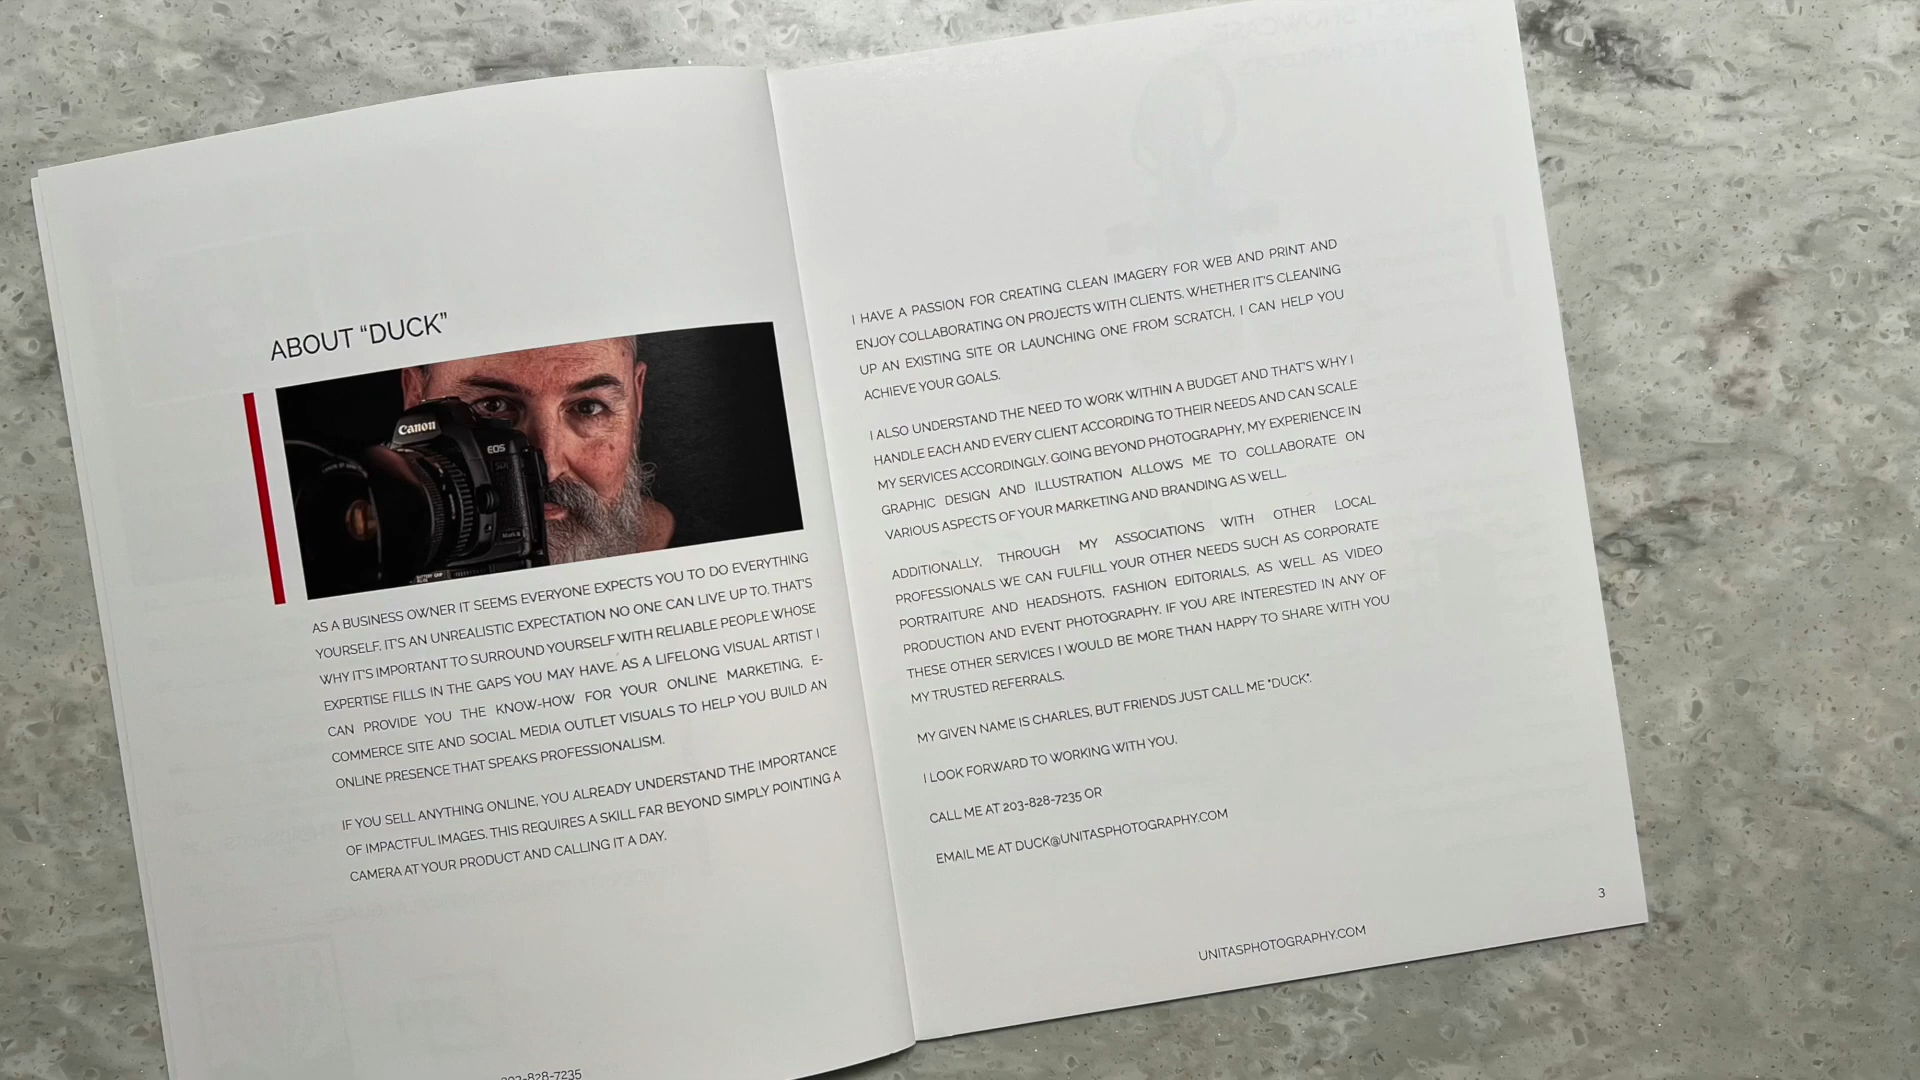 ABOUT “DUCK”
Canon
EOS
Mark II
BATTERY GRIP
AS A BUSINESS OWNER IT SEEMS EVERYONE EXPECTS YOU TO DO EVERYTHING
YOURSELF. IT'S AN UNREALISTIC EXPECTATION NO ONE CAN LIVE UP TO. THAT'S
WHY IT'S IMPORTANT TO SURROUND YOURSELF WITH RELIABLE PEOPLE WHOSE
EXPERTISE FILLS IN THE GAPS YOU MAY HAVE. AS A LIFELONG VISUAL ARTIST I
CAN PROVIDE YOU THE KNOW-HOW FOR YOUR ONLINE MARKETING, E-
COMMERCE SITE AND SOCIAL MEDIA OUTLET VISUALS TO HELP YOU BUILD AN
ONLINE PRESENCE THAT SPEAKS PROFESSIONALISM.
IF YOU SELL ANYTHING ONLINE, YOU ALREADY UNDERSTAND THE IMPORTANCE
OF IMPACTFUL IMAGES. THIS REQUIRES A SKILL FAR BEYOND SIMPLY POINTING A
CAMERA AT YOUR PRODUCT AND CALLING IT A DAY.
203-828-7235
I HAVE A PASSION FOR CREATING CLEAN IMAGERY FOR WEB AND PRINT AND
ENJOY COLLABORATING ON PROJECTS WITH CLIENTS. WHETHER IT'S CLEANING
UP AN EXISTING SITE OR LAUNCHING ONE FROM SCRATCH, I CAN HELP YOU
ACHIEVE YOUR GOALS.
I ALSO UNDERSTAND THE NEED TO WORK WITHIN A BUDGET AND THAT'S WHY I
HANDLE EACH AND EVERY CLIENT ACCORDING TO THEIR NEEDS AND CAN SCALE
MY SERVICES ACCORDINGLY. GOING BEYOND PHOTOGRAPHY, MY EXPERIENCE IN
GRAPHIC DESIGN AND ILLUSTRATION ALLOWS ME TO COLLABORATE ON
VARIOUS ASPECTS OF YOUR MARKETING AND BRANDING AS WELL.
ADDITIONALLY, THROUGH MY ASSOCIATIONS WITH OTHER LOCAL
PROFESSIONALS WE CAN FULFILL YOUR OTHER NEEDS SUCH AS CORPORATE
PORTRAITURE AND HEADSHOTS, FASHION EDITORIALS, AS WELL AS VIDEO
PRODUCTION AND EVENT PHOTOGRAPHY. IF YOU ARE INTERESTED IN ANY OF
THESE OTHER SERVICES I WOULD BE MORE THAN HAPPY TO SHARE WITH YOU
MY TRUSTED REFERRALS.
MY GIVEN NAME IS CHARLES, BUT FRIENDS JUST CALL ME "DUCK".
I LOOK FORWARD TO WORKING WITH YOU.
CALL ME AT 203-828-7235 OR
EMAIL ME AT DUCK@UNITASPHOTOGRAPHY.COM
3
UNITASPHOTOGRAPHY.COM